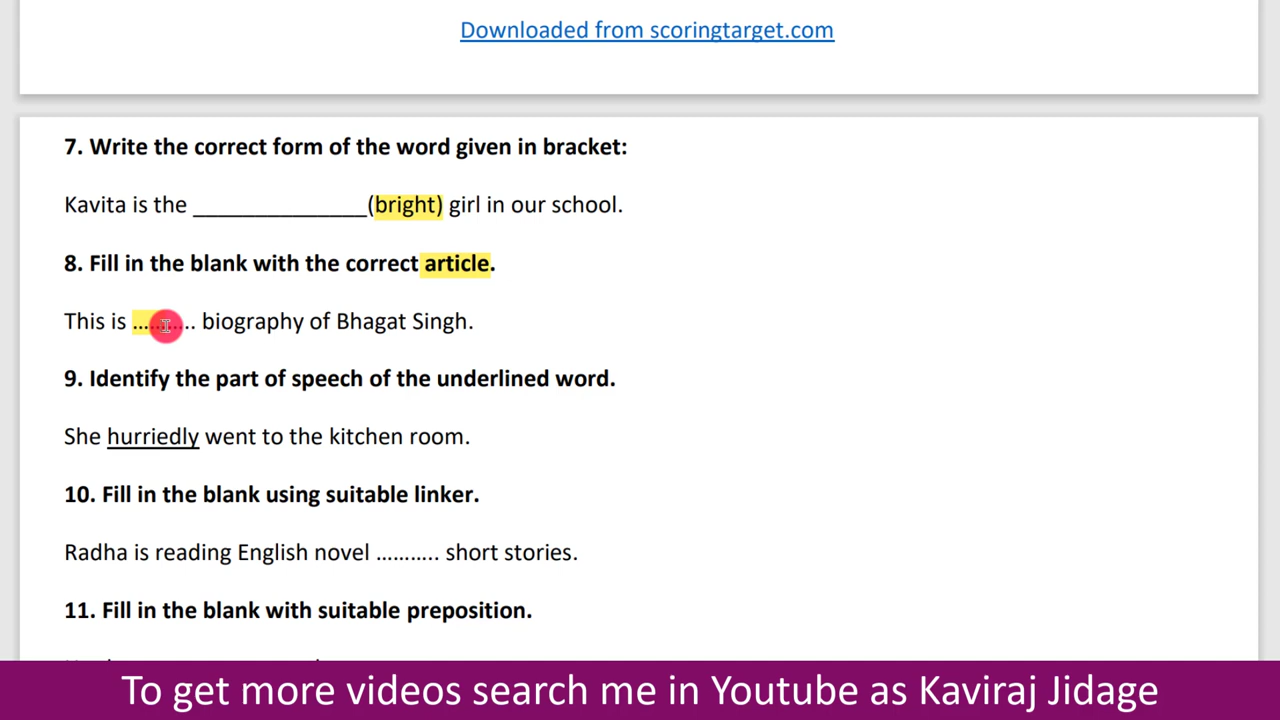 Downloaded from scoringtarget.com
7. Write the correct form of the word given in bracket:
Kavita is the ______________(bright) girl in our school.
8. Fill in the blank with the correct article.
This is ……….. biography of Bhagat Singh.
9. Identify the part of speech of the underlined word.
She hurriedly went to the kitchen room.
10. Fill in the blank using suitable linker.
Radha is reading English novel ……….. short stories.
11. Fill in the blank with suitable preposition.
To get more videos search me in Youtube as Kaviraj Jidage